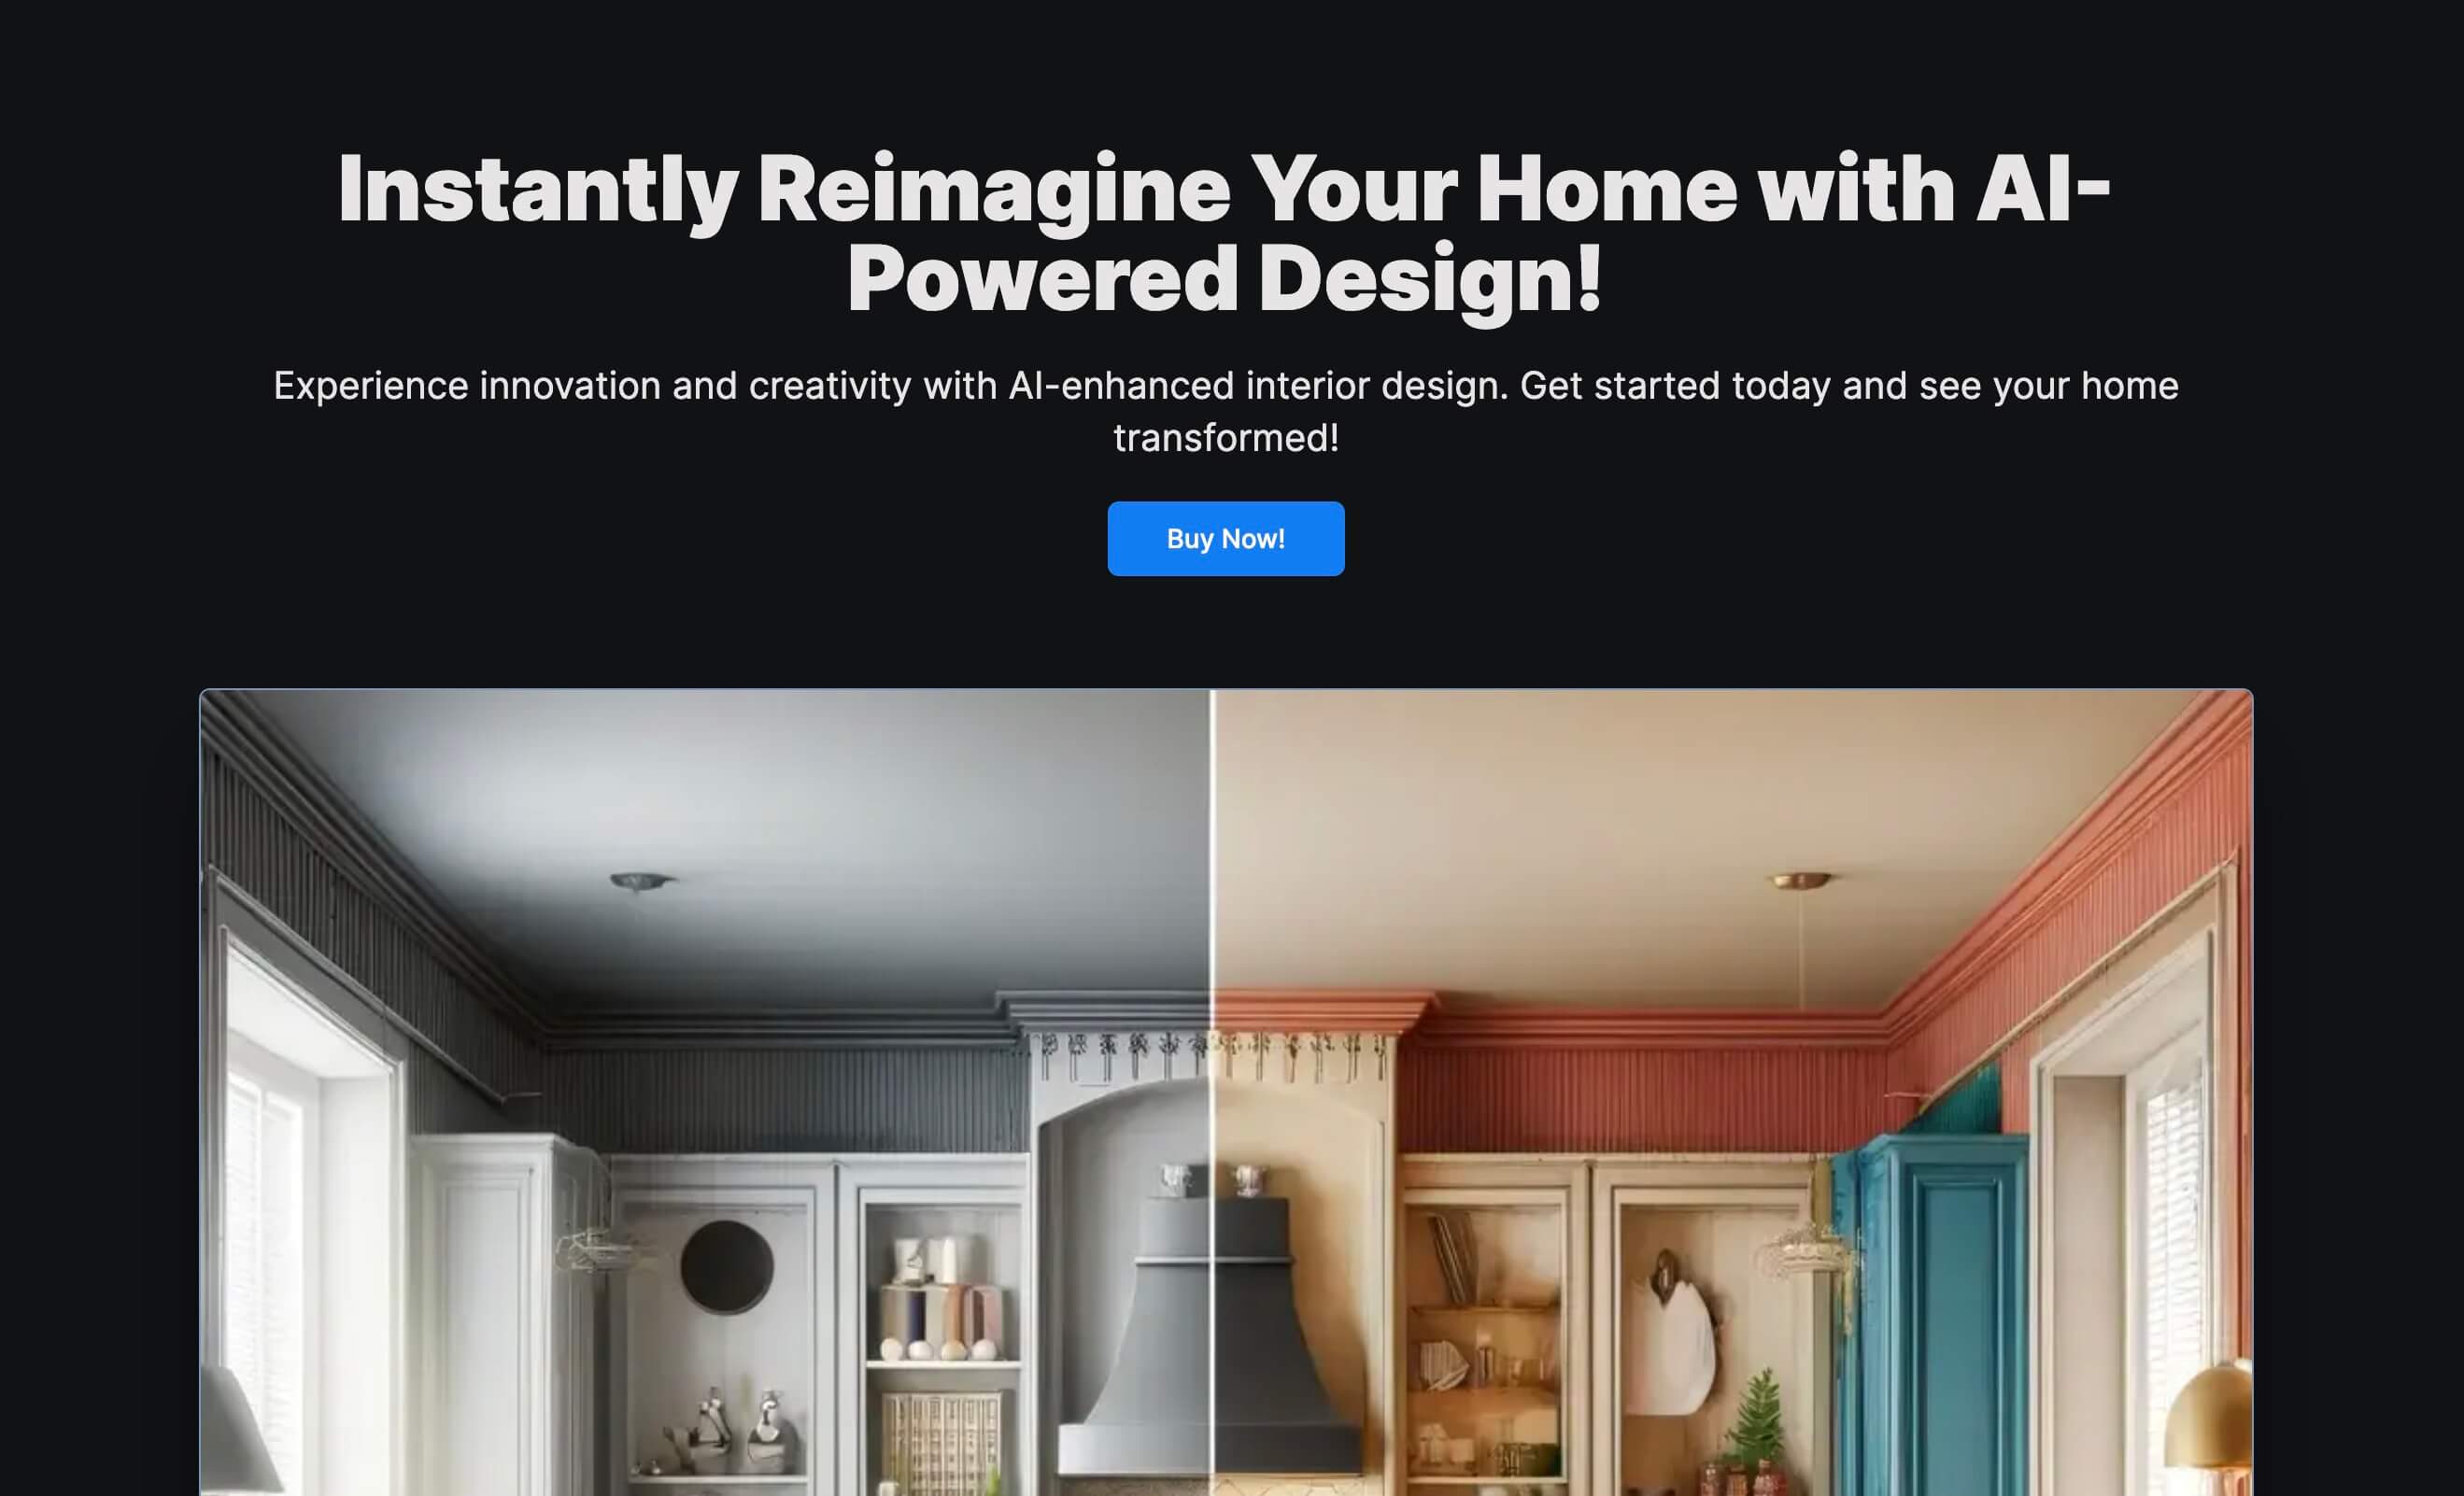 Instantly Reimagine Your Home with AI-
Powered Design!
Experience innovation and creativity with AI-enhanced interior design. Get started today and see your home
transformed!
Buy Now!